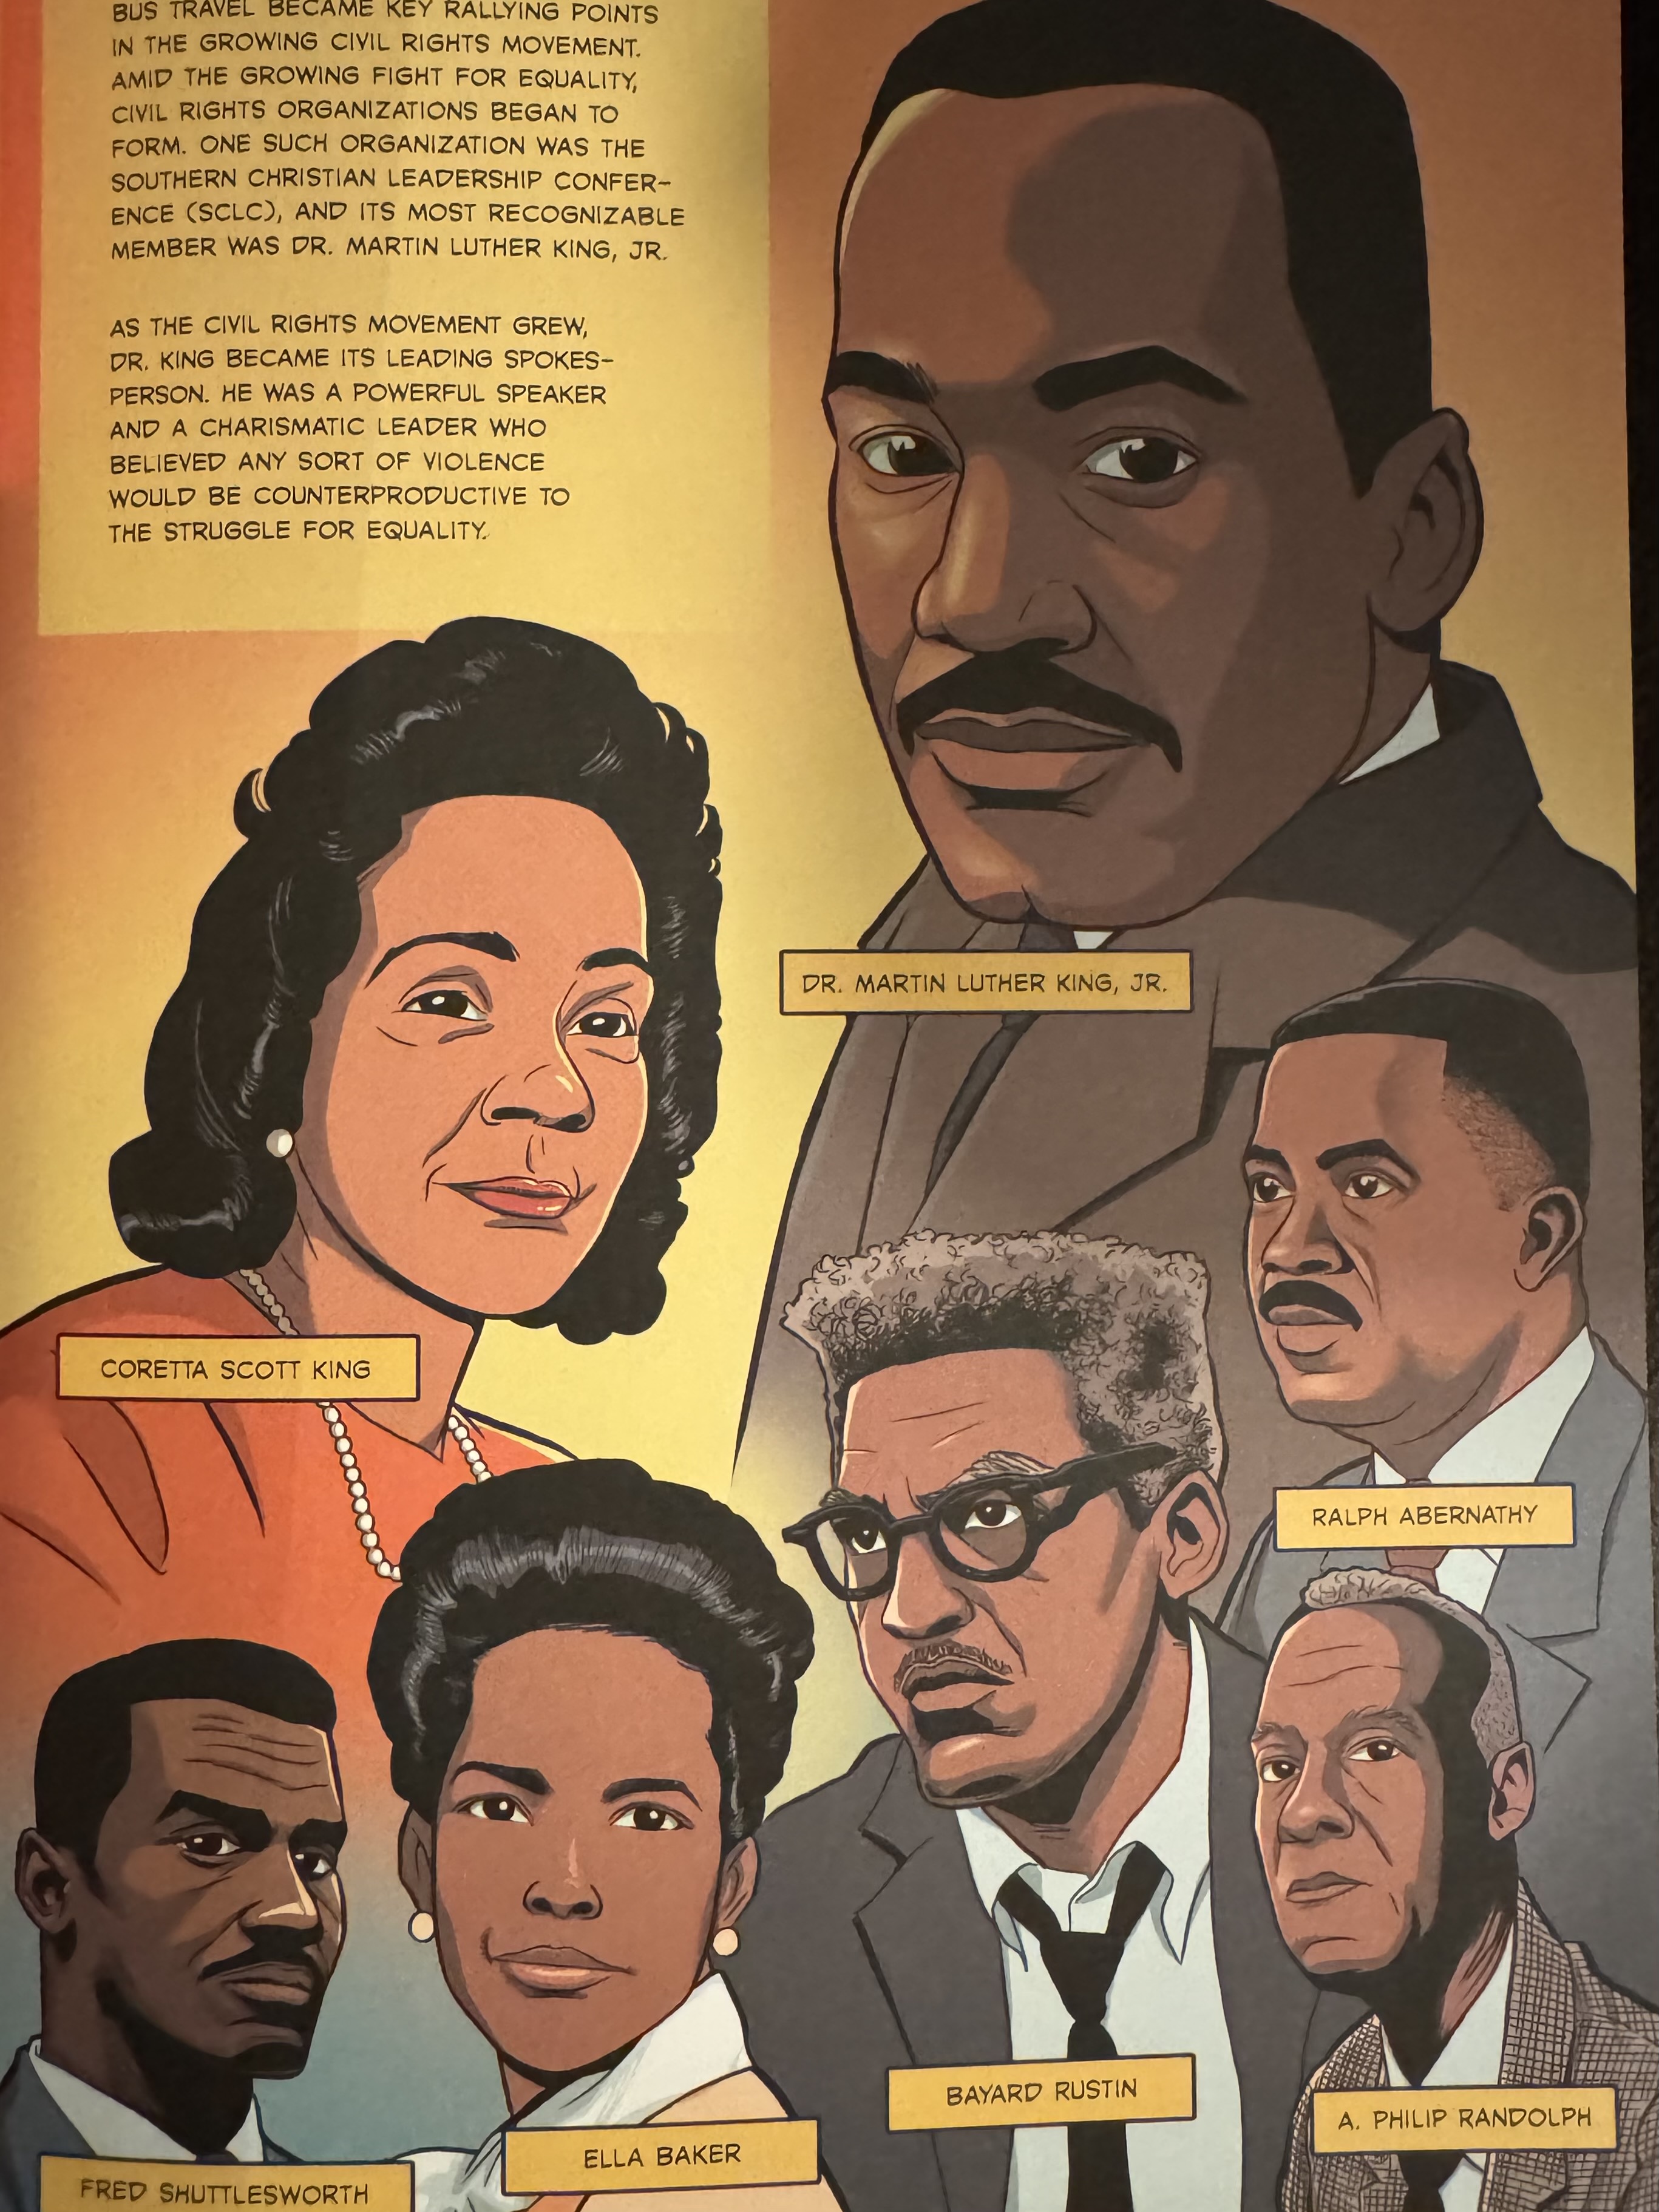 BUS TRAVEL BECAME KEY RALLYING POINTS
IN THE GROWING CIVIL RIGHTS MOVEMENT.
AMID THE GROWING FIGHT FOR EQUALITY,
CIVIL RIGHTS ORGANIZATIONS BEGAN TO
FORM. ONE SUCH ORGANIZATION WAS THE
SOUTHERN CHRISTIAN LEADERSHIP CONFER-
ENCE (SCLC), AND ITS MOST RECOGNIZABLE
MEMBER WAS DR. MARTIN LUTHER KING, JR.
AS THE CIVIL RIGHTS MOVEMENT GREW,
DR. KING BECAME ITS LEADING SPOKES-
PERSON. HE WAS A POWERFUL SPEAKER
AND A CHARISMATIC LEADER WHO
BELIEVED ANY SORT OF VIOLENCE
WOULD BE COUNTERPRODUCTIVE TO
THE STRUGGLE FOR EQUALITY.
DR. MARTIN LUTHER KING, JR.
CORETTA SCOTT KING
RALPH ABERNATHY
BAYARD RUSTIN
A. PHILIP RANDOLPH
ELLA BAKER
FRED SHUTTLESWORTH